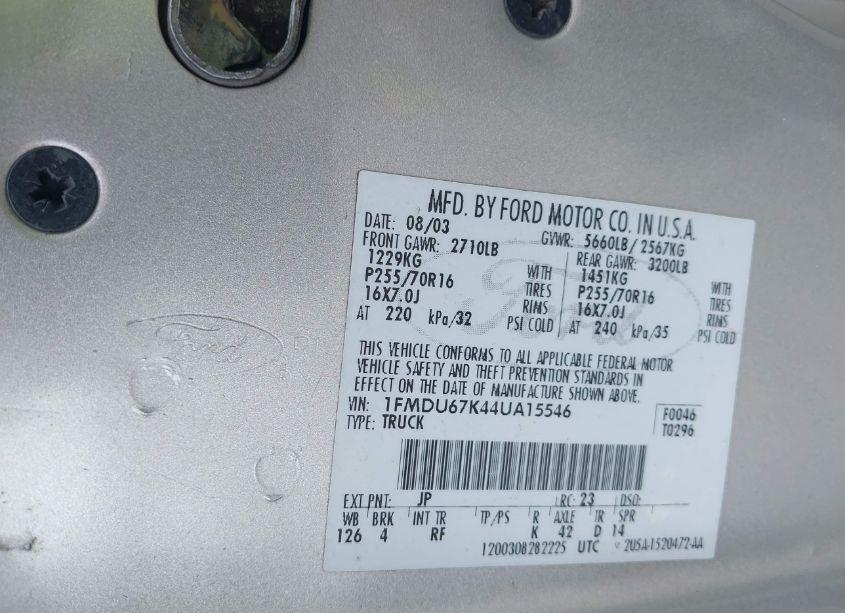 MFD. BY FORD MOTOR CO. IN U.S.A.
DATE: 08/03 GVWR: 5660LB/ 2567KG
FRONT GAWR: 2710LB REAR GAWR: 3200LB
1229KG WITH 1451KG WITH
P255/70R16 TIRES P255/70R16 TIRES
16X7.0J RIMS 16X7.0J RIMS
AT 220 kPa/32 PSI COLD AT 240 kPa/35 PSI COLD
THIS VEHICLE CONFORMS TO ALL APPLICABLE FEDERAL MOTOR
VEHICLE SAFETY AND THEFT PREVENTION STANDARDS IN
EFFECT ON THE DATE OF MANUFACTURE SHOWN ABOVE.
VIN: 1FMDU67K44UA15546 F0046
TYPE: TRUCK T0296
EXT PNT: JP RC: 23 DSO:
WB BRK INT TR TP/PS R AXLE TR SPR
126 4 RF K 42 D 14
1200308282225 UTC 2U5A-1520472-AA
Ford
Ford